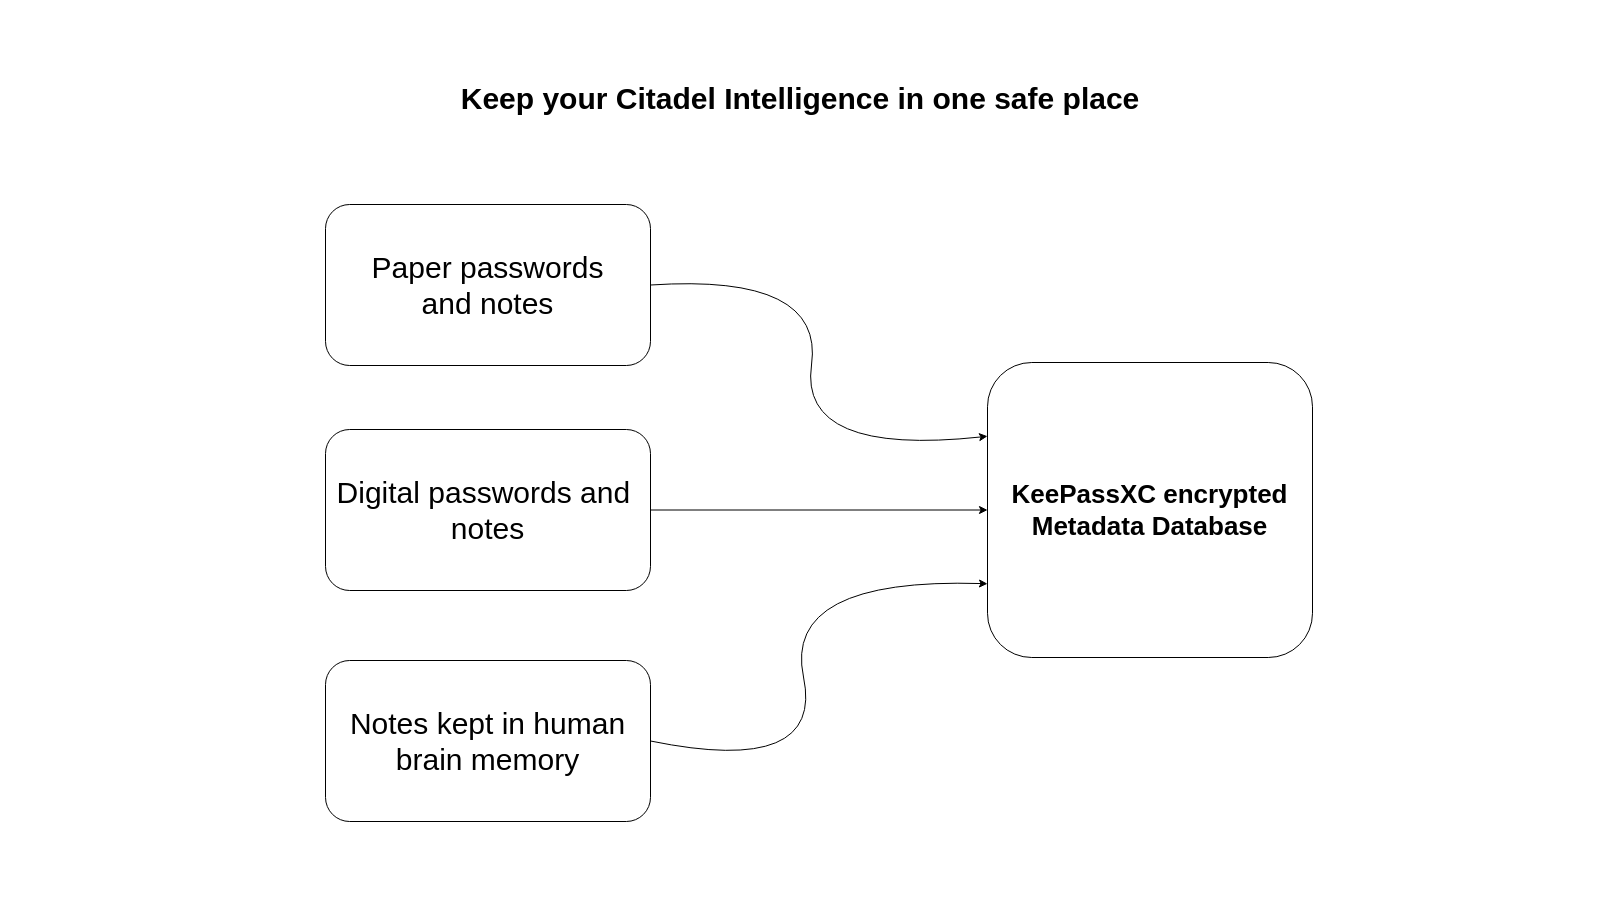 Keep your Citadel Intelligence in one safe place
Paper passwords
and notes
Digital passwords and
notes
Notes kept in human
brain memory
KeePassXC encrypted
Metadata Database